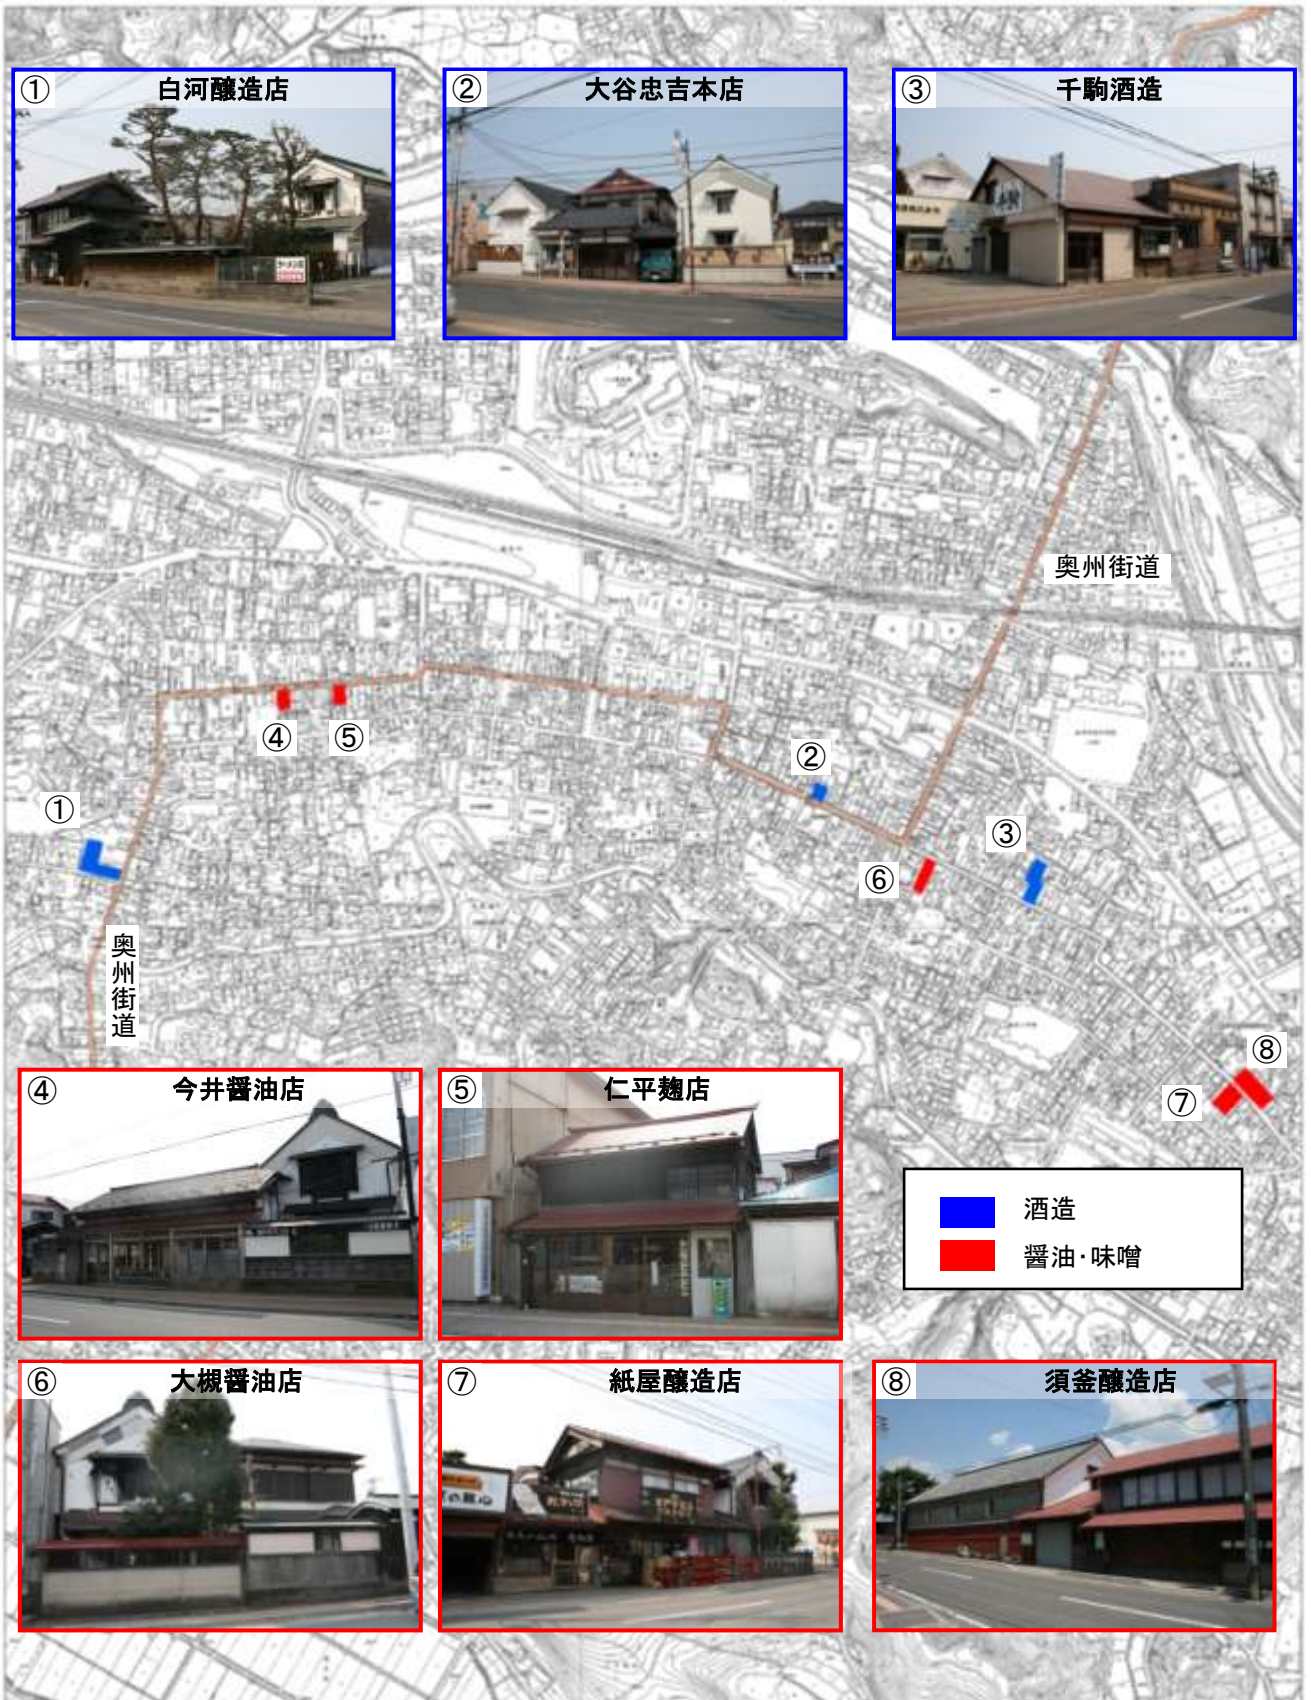 ① 白河醸造店
② 大谷忠吉本店
③ 千駒酒造
奥州街道
④
⑤
②
①
③
⑥
奥州街道
⑧
⑦
④ 今井醤油店
⑤ 仁平麹店
酒造
醤油・味噌
⑥ 大槻醤油店
⑦ 紙屋醸造店
⑧ 須釜醸造店